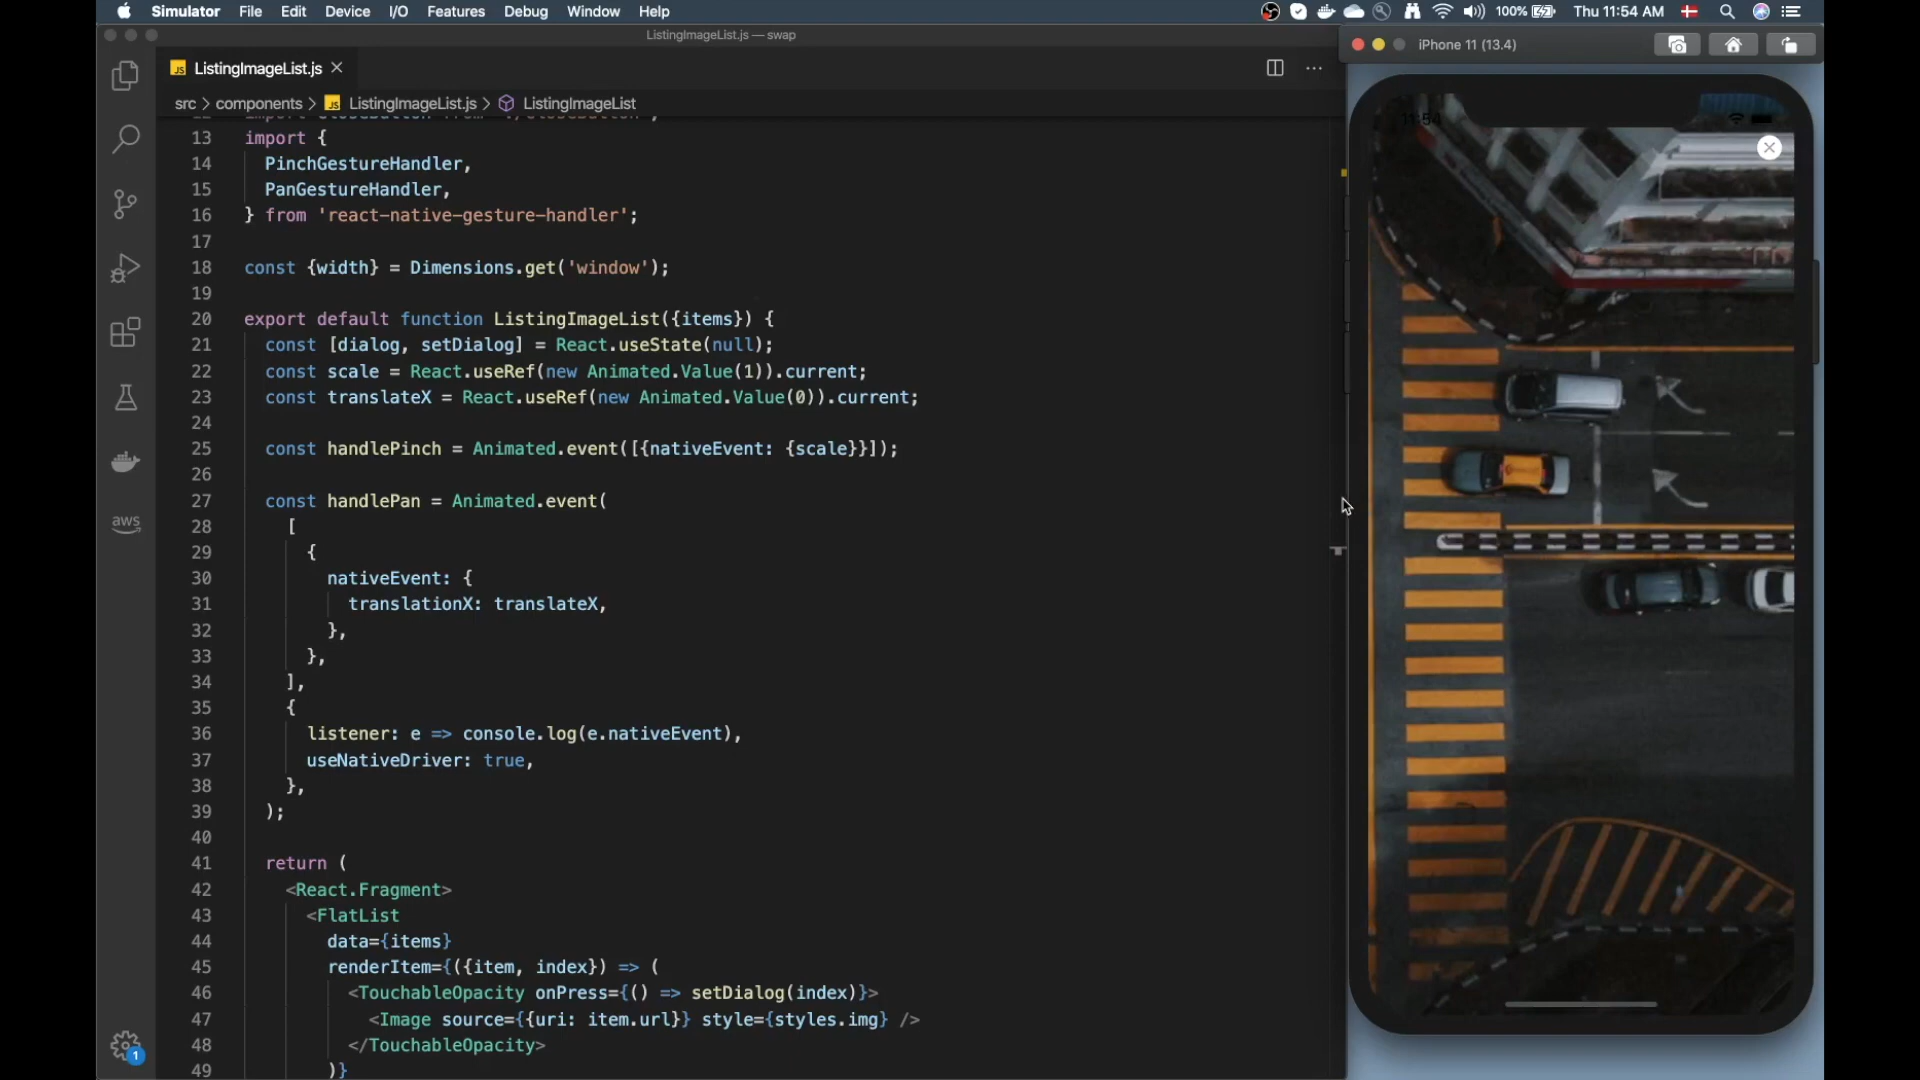 Simulator File Edit Device I/O Features Debug Window Help 100% Thu 11:54 AM
ListingImageList.js — swap
JS ListingImageList.js
src > components > JS ListingImageList.js > ListingImageList
13 import {
14 PinchGestureHandler,
15 PanGestureHandler,
16 } from 'react-native-gesture-handler';
17
18 const {width} = Dimensions.get('window');
19
20 export default function ListingImageList({items}) {
21 const [dialog, setDialog] = React.useState(null);
22 const scale = React.useRef(new Animated.Value(1)).current;
23 const translateX = React.useRef(new Animated.Value(0)).current;
24
25 const handlePinch = Animated.event([{nativeEvent: {scale}}]);
26
27 const handlePan = Animated.event(
28 [
29 {
30 nativeEvent: {
31 translationX: translateX,
32 },
33 },
34 ],
35 {
36 listener: e => console.log(e.nativeEvent),
37 useNativeDriver: true,
38 },
39 );
40
41 return (
42 <React.Fragment>
43 <FlatList
44 data={items}
45 renderItem={({item, index}) => (
46 <TouchableOpacity onPress={() => setDialog(index)}>
47 <Image source={{uri: item.url}} style={styles.img} />
48 </TouchableOpacity>
49 )}
aws
1
iPhone 11 (13.4)
11:54